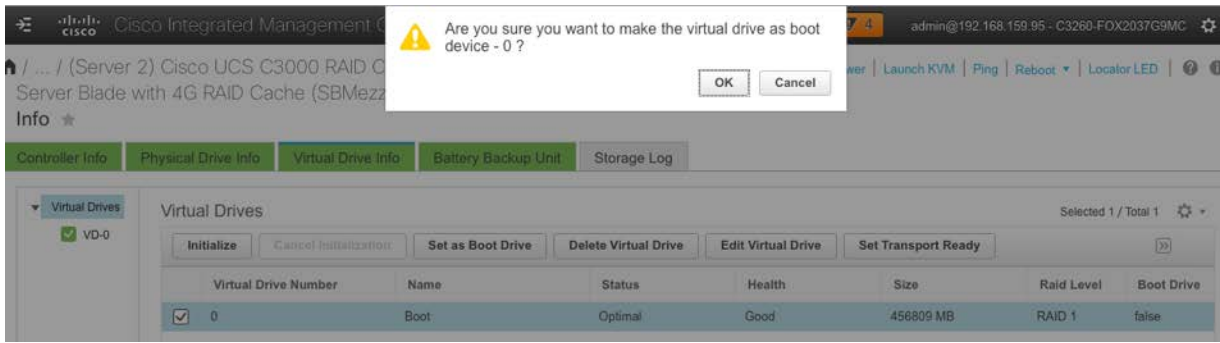 Are you sure you want to make the virtual drive as boot
device - 0 ?
OK Cancel
cisco Cisco Integrated Management C
4 admin@192.168.159.95 - C3260-FOX2037G9MC
/ ... / (Server 2) Cisco UCS C3000 RAID C
wer | Launch KVM | Ping | Reboot | Locator LED |
Server Blade with 4G RAID Cache (SBMezz
Info
Controller Info Physical Drive Info Virtual Drive Info Battery Backup Unit Storage Log
Virtual Drives
VD-0
Virtual Drives Selected 1 / Total 1
Initialize Cancel Initialization Set as Boot Drive Delete Virtual Drive Edit Virtual Drive Set Transport Ready
Virtual Drive Number Name Status Health Size Raid Level Boot Drive
0 Boot Optimal Good 456809 MB RAID 1 false